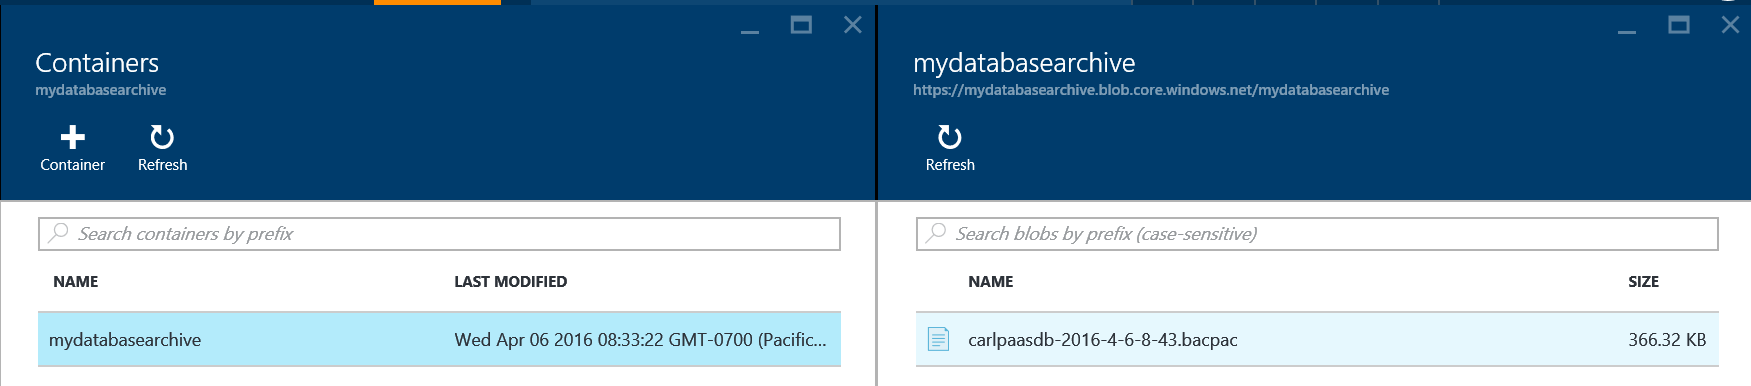 Containers
mydatabasearchive
Container
Refresh
Search containers by prefix
NAME
LAST MODIFIED
mydatabasearchive
Wed Apr 06 2016 08:33:22 GMT-0700 (Pacific...
mydatabasearchive
https://mydatabasearchive.blob.core.windows.net/mydatabasearchive
Refresh
Search blobs by prefix (case-sensitive)
NAME
SIZE
carlpaasdb-2016-4-6-8-43.bacpac
366.32 KB